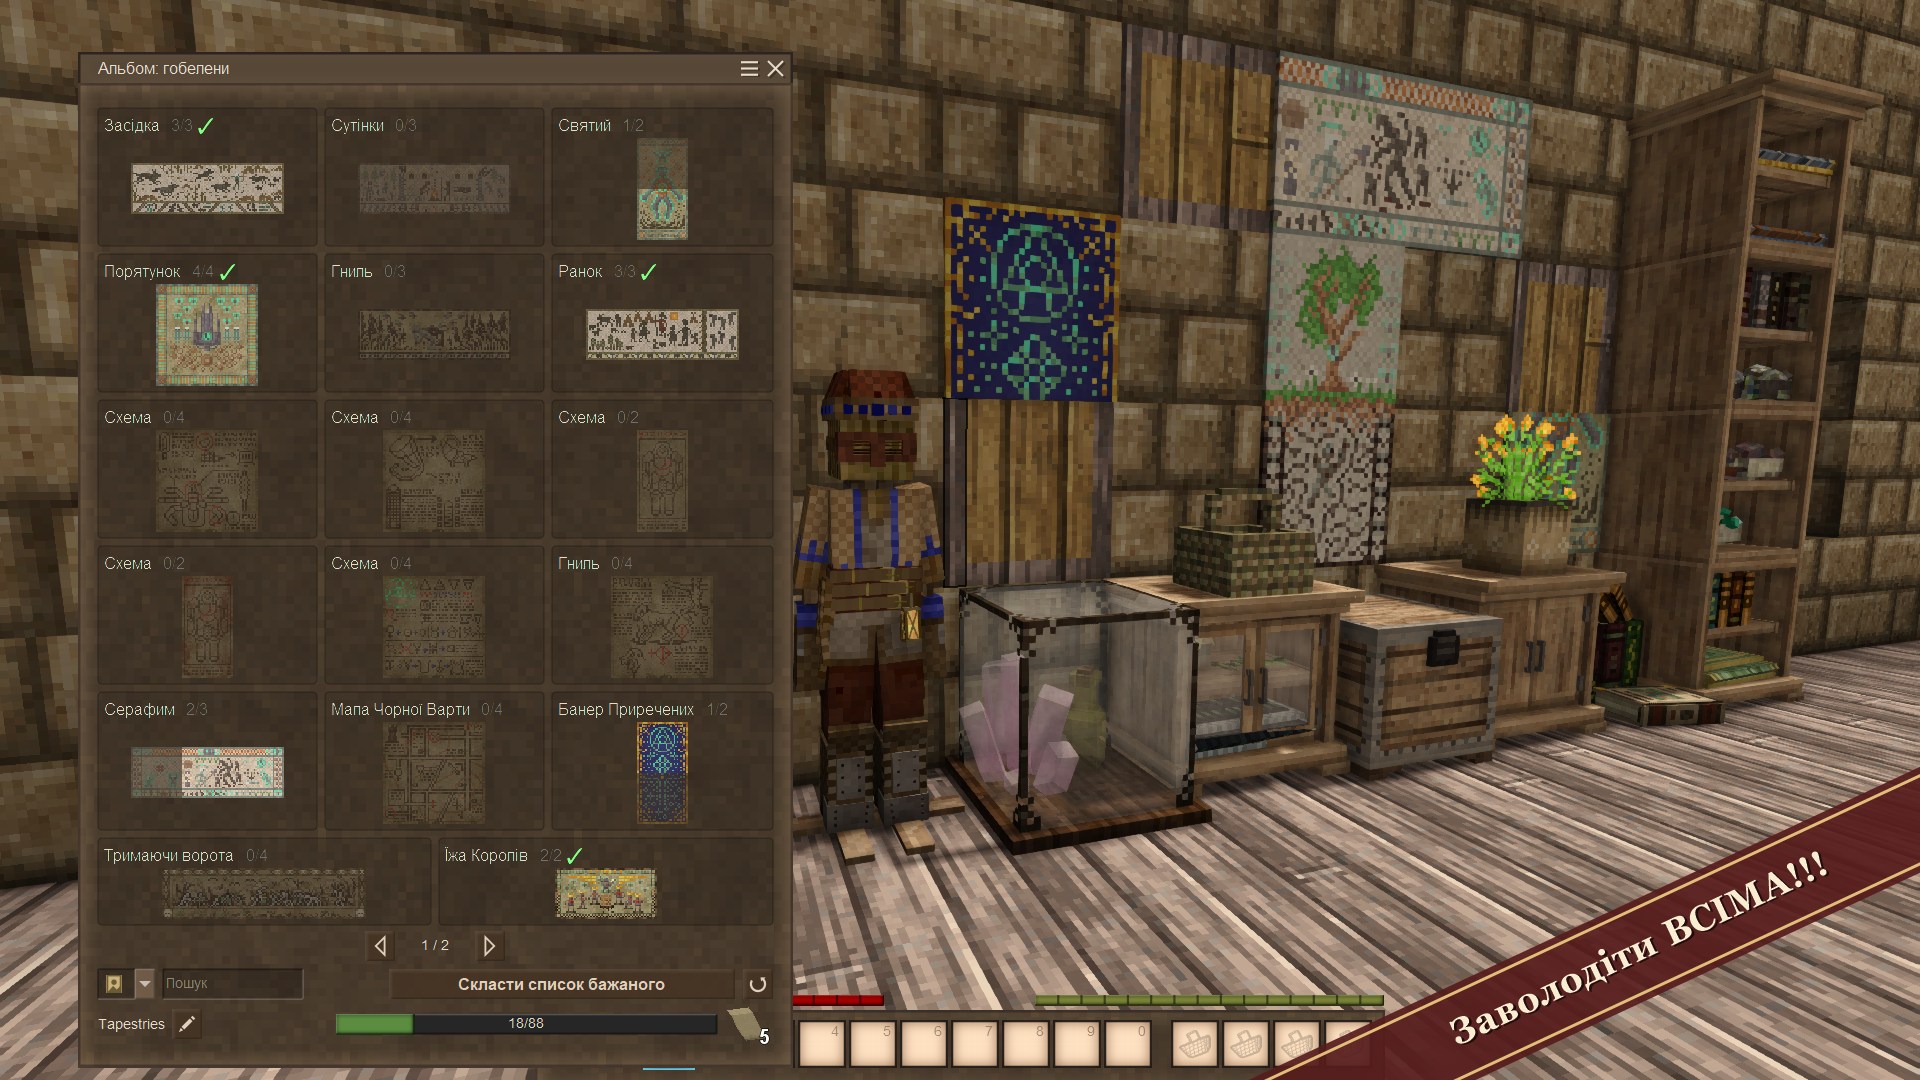 Альбом: гобелени
Засідка 3/3
Сутінки 0/3
Святий 1/2
Порятунок 4/4
Гниль 0/3
Ранок 3/3
Схема 0/4
Схема 0/4
Схема 0/2
Схема 0/2
Схема 0/4
Гниль 0/4
Серафим 2/3
Мапа Чорної Варти 0/4
Банер Приречених 1/2
Тримаючи ворота 0/4
Їжа Королів 2/2
1 / 2
Пошук
Скласти список бажаного
Tapestries
18/88
5
4 5 6 7 8 9 0
Заволодіти ВСІМА!!!